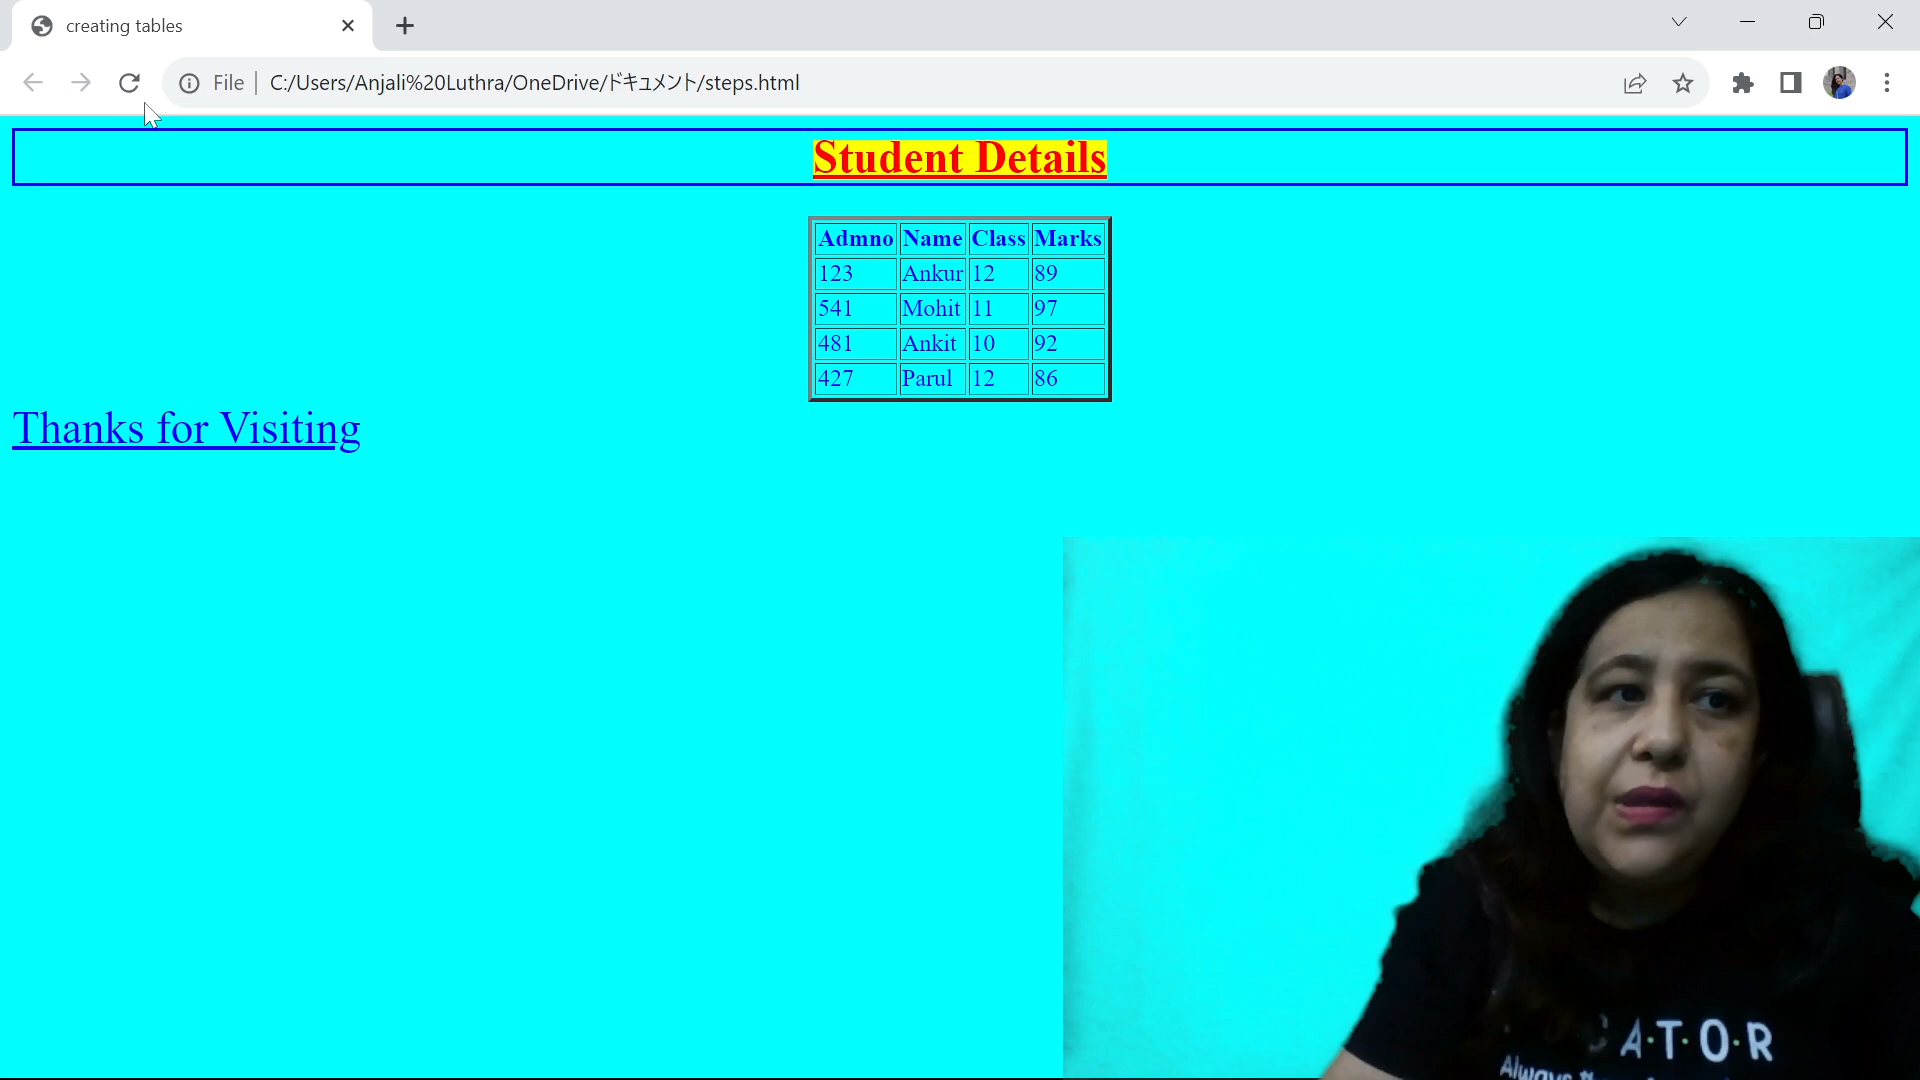 creating tables
File
C:/Users/Anjali%20Luthra/OneDrive/ドキュメント/steps.html
Student Details
Admno Name Class Marks
123 Ankur 12 89
541 Mohit 11 97
481 Ankit 10 92
427 Parul 12 86
Thanks for Visiting
A·T·O·R
Always